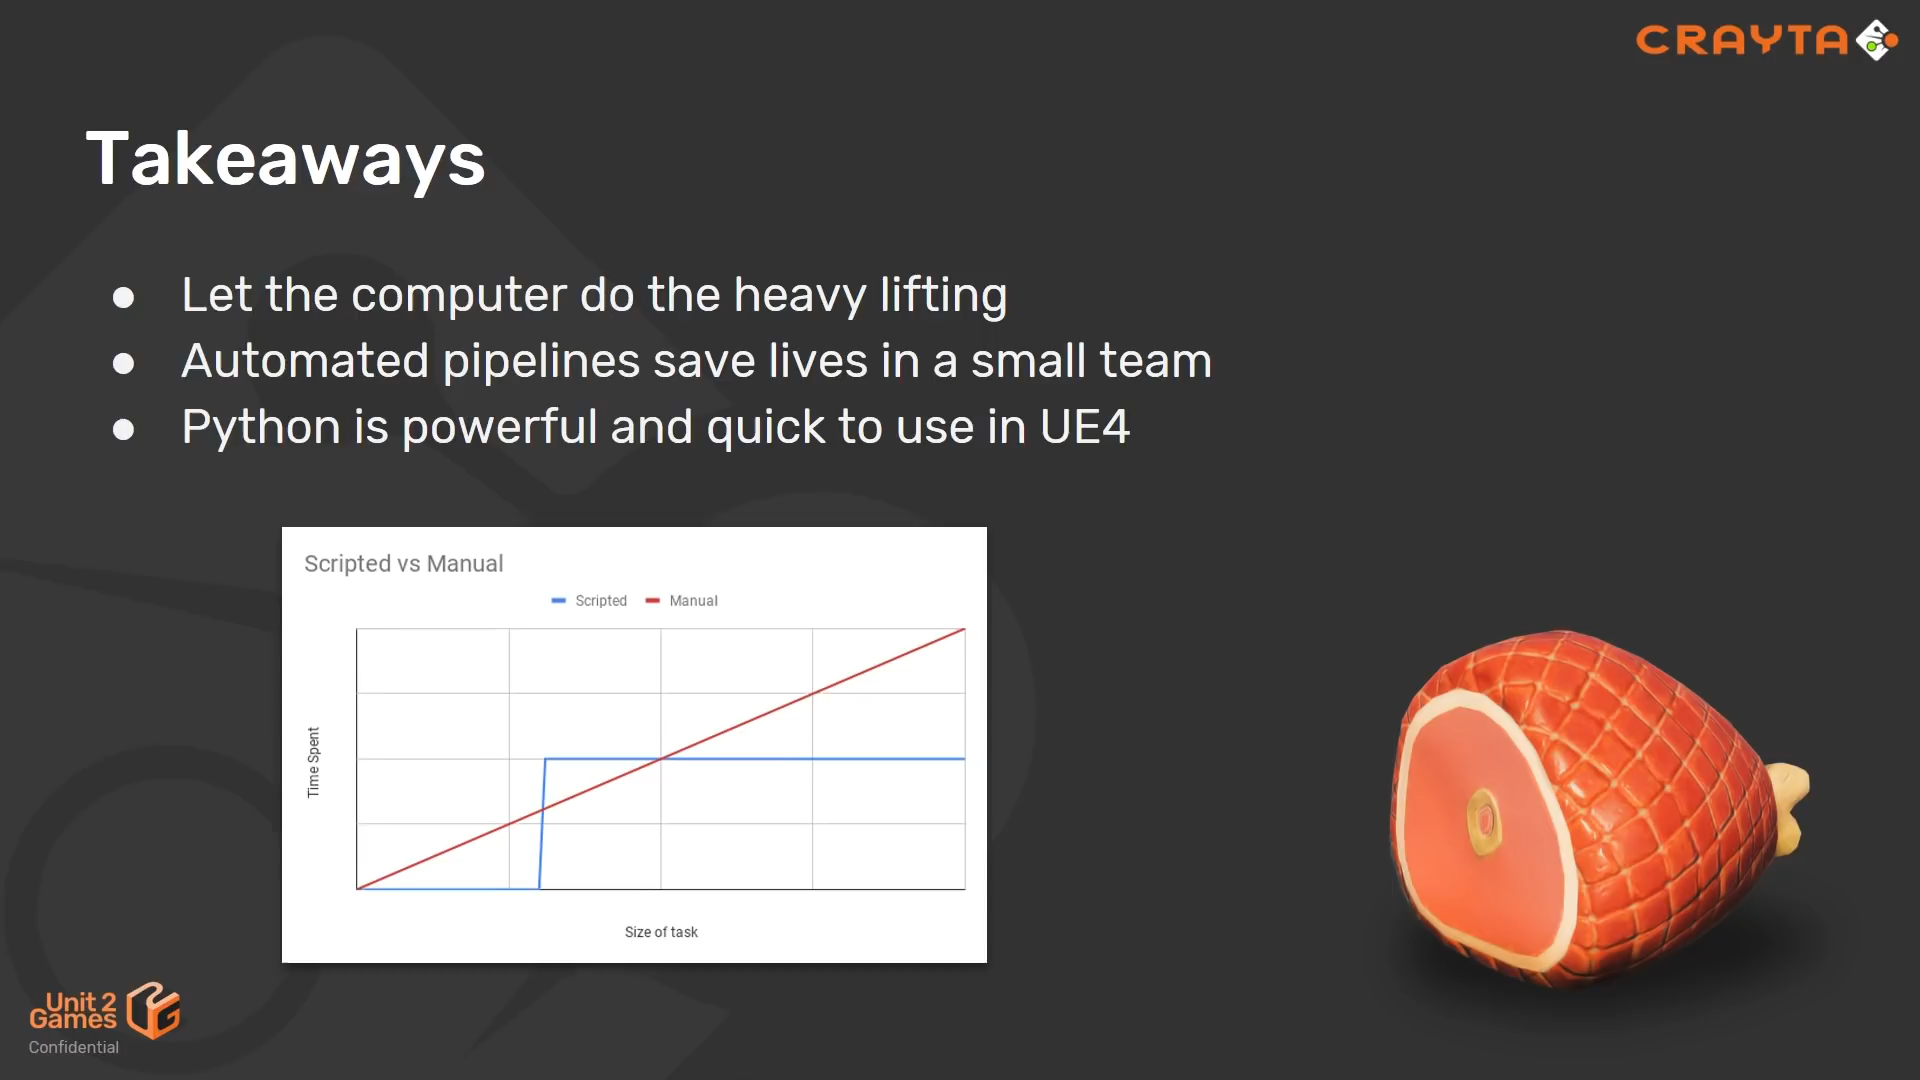 CRAYTA
Takeaways
● Let the computer do the heavy lifting
● Automated pipelines save lives in a small team
● Python is powerful and quick to use in UE4
Scripted vs Manual
Scripted Manual
Time Spent
Size of task
Unit 2
Games
Confidential